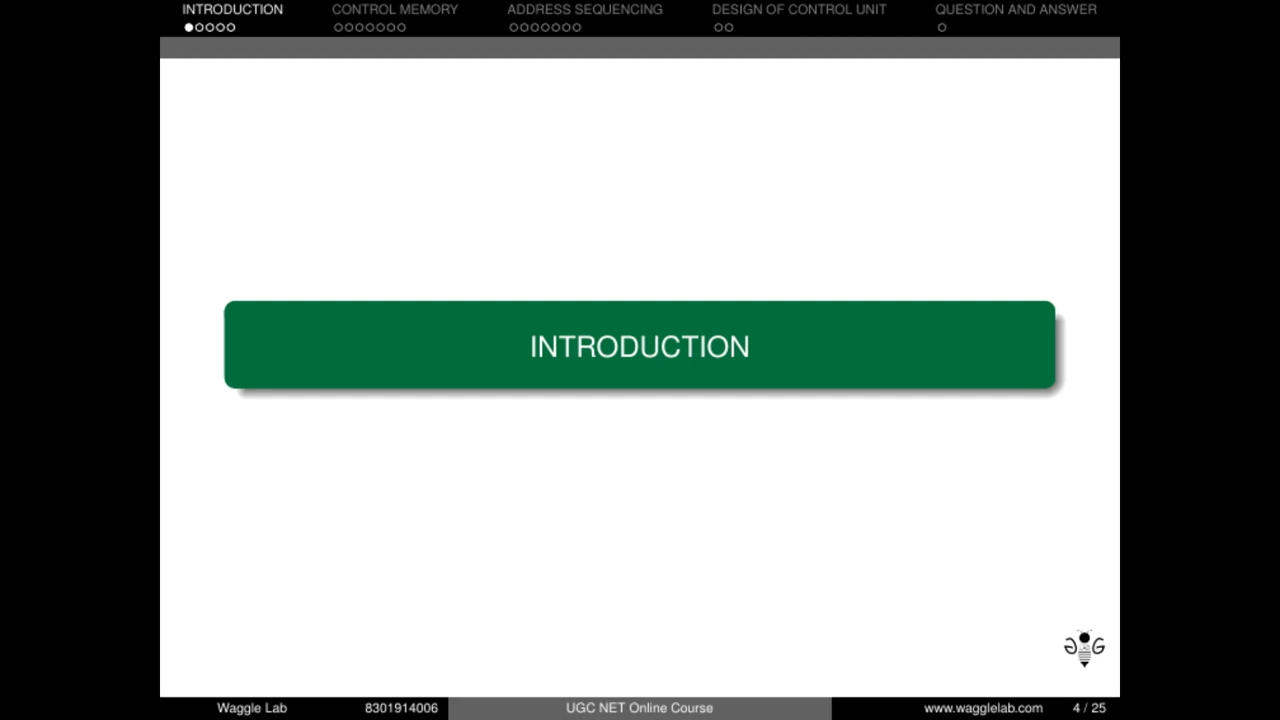 INTRODUCTION CONTROL MEMORY ADDRESS SEQUENCING DESIGN OF CONTROL UNIT QUESTION AND ANSWER
INTRODUCTION
Waggle Lab 8301914006 UGC NET Online Course www.wagglelab.com 4 / 25